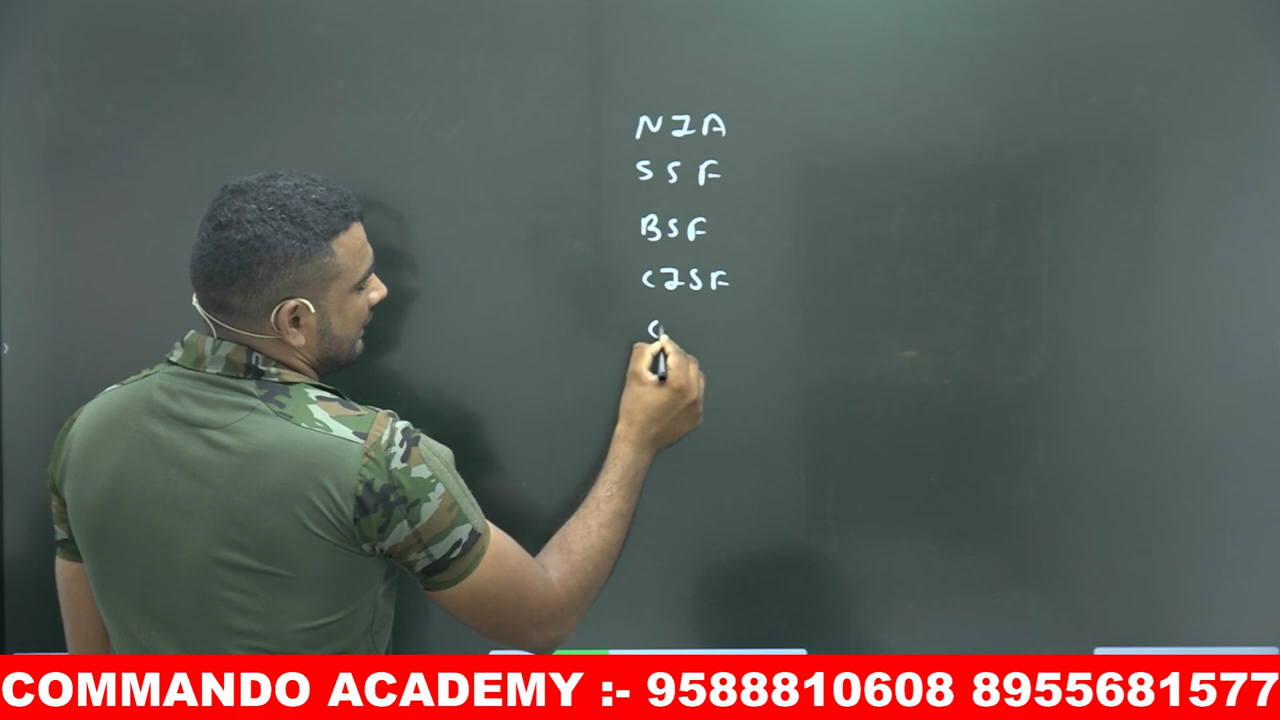 NIA
SSF
BSF
CISF
C
COMMANDO ACADEMY :- 9588810608 8955681577